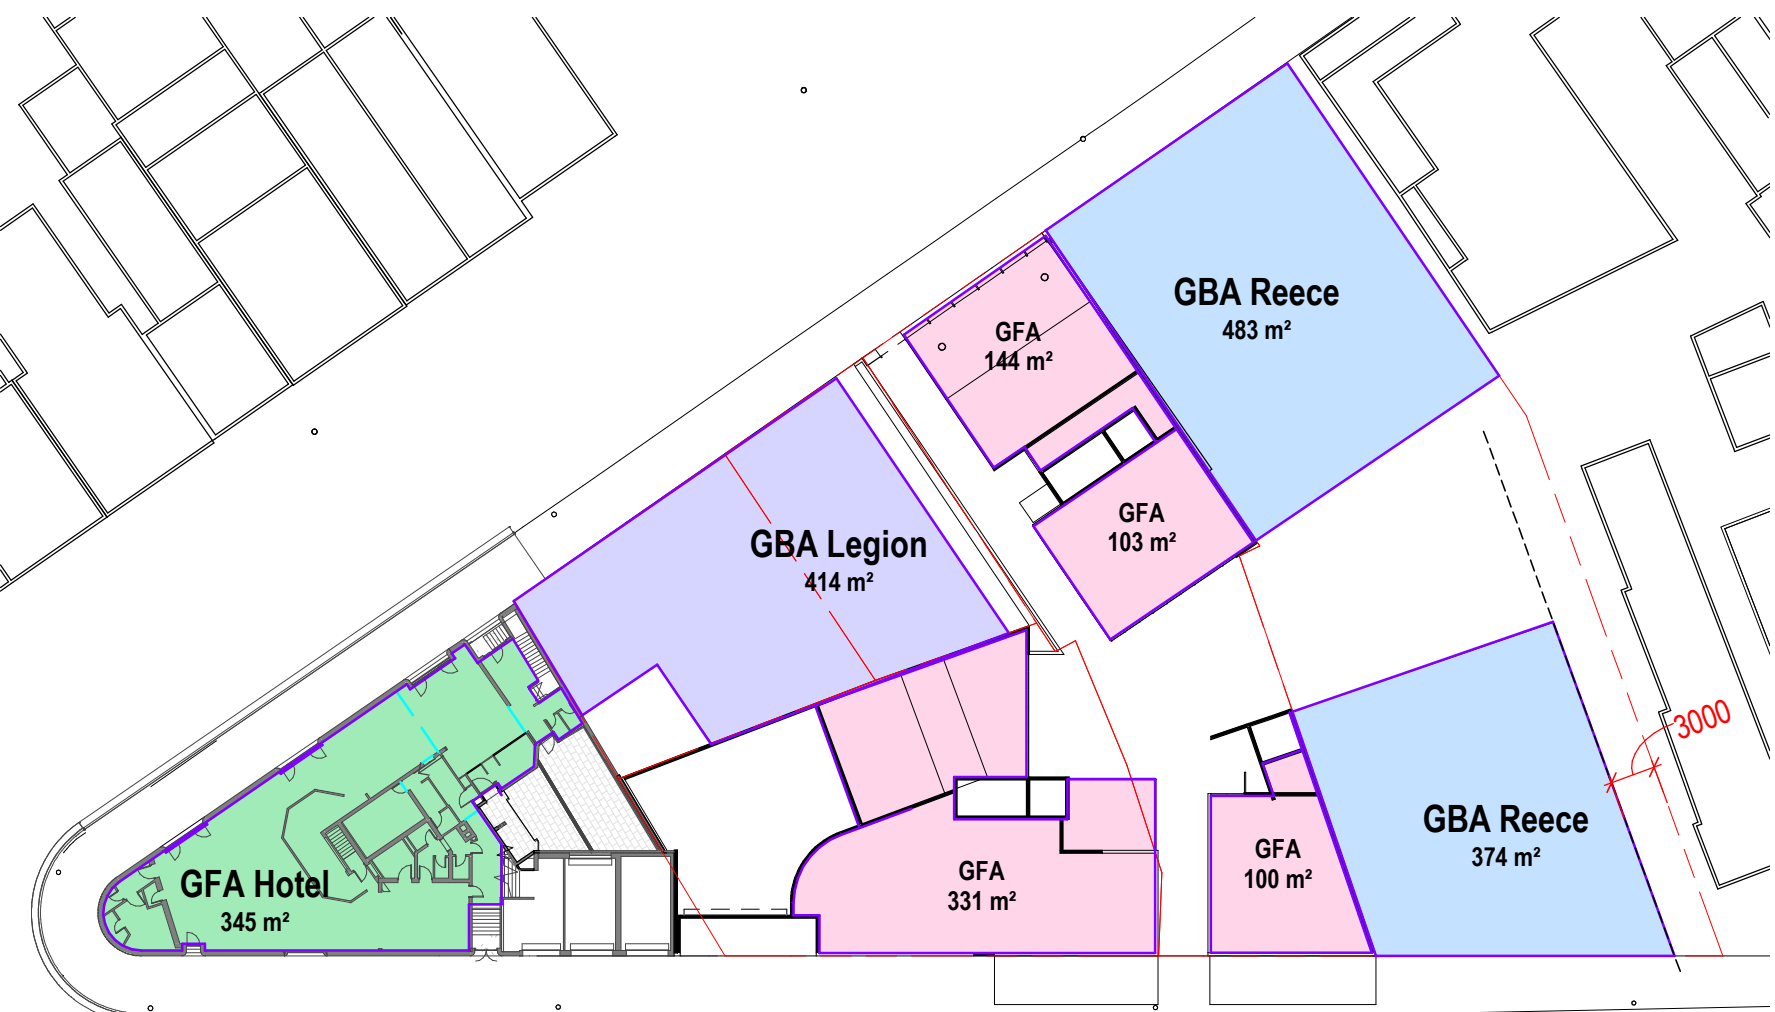 GBA Reece
483 m²
GFA
144 m²
GFA
103 m²
GBA Legion
414 m²
3000
GBA Reece
374 m²
GFA
100 m²
GFA
331 m²
GFA Hotel
345 m²